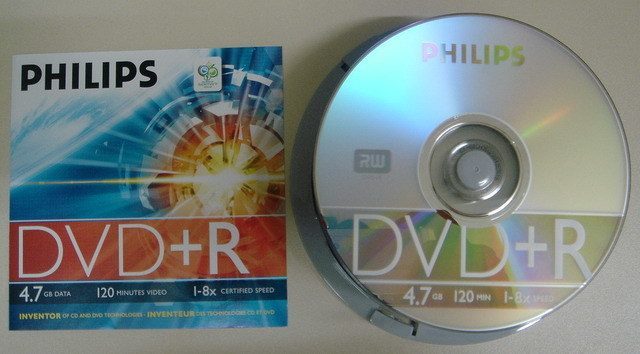 PHILIPS
DVD+R
4.7 GB DATA 120 MINUTES VIDEO 1-8x CERTIFIED SPEED
INVENTOR OF CD AND DVD TECHNOLOGIES • INVENTEUR DES TECHNOLOGIES CD ET DVD
PHILIPS
RW
DVD+R
4.7 GB 120 MIN 1-8x SPEED